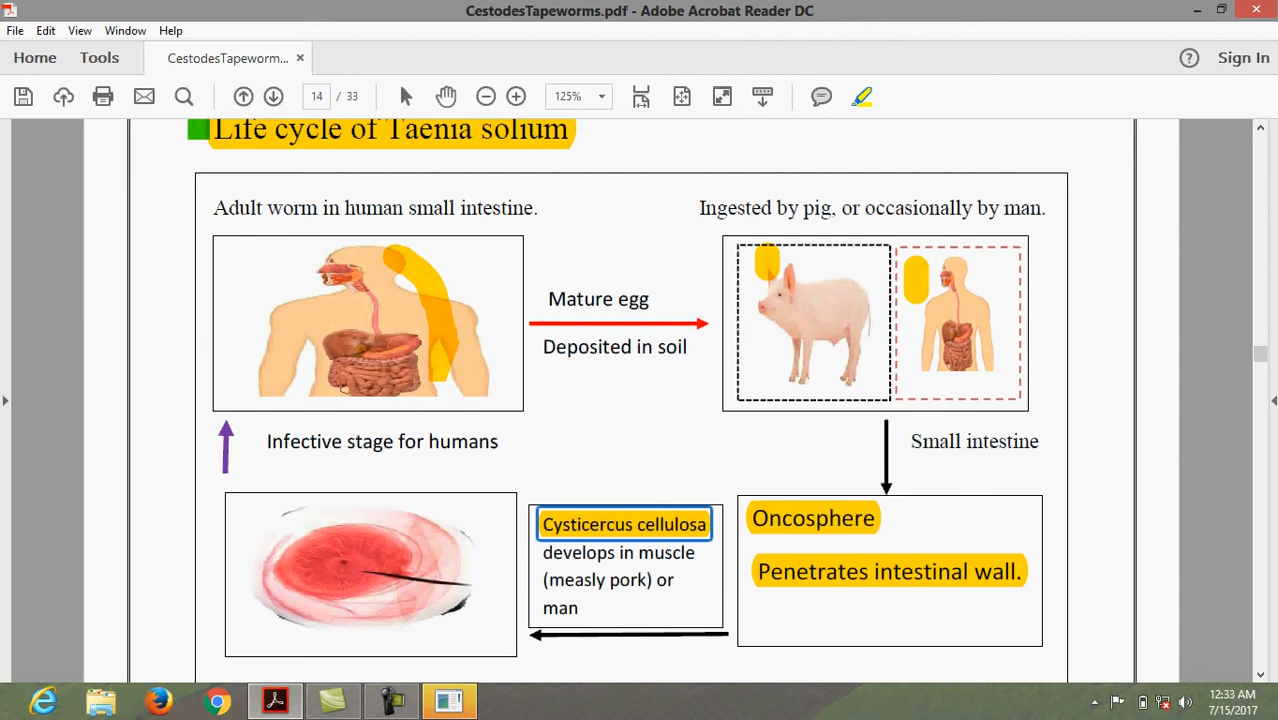 CestodesTapeworms.pdf - Adobe Acrobat Reader DC
File Edit View Window Help
Home Tools CestodesTapeworm... × Sign In
14 / 33 125%
Life cycle of Taenia solium
Adult worm in human small intestine.
Ingested by pig, or occasionally by man.
Mature egg
Deposited in soil
Infective stage for humans
Small intestine
Cysticercus cellulosa
develops in muscle
(measly pork) or
man
Oncosphere
Penetrates intestinal wall.
12:33 AM
7/15/2017